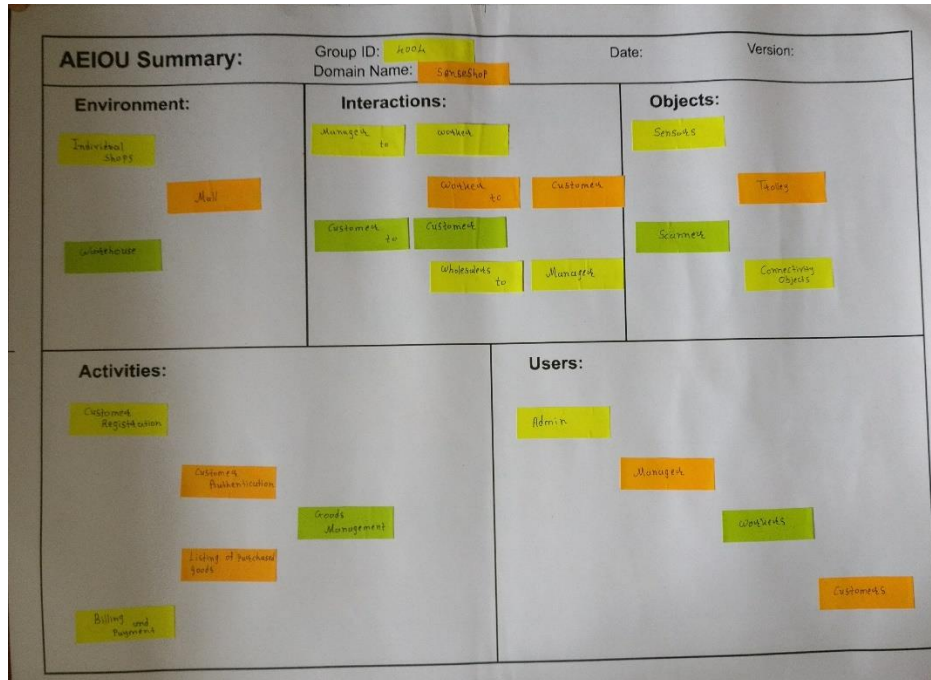 AEIOU Summary:
Group ID: 4004
Domain Name: SenseShop
Date:
Version:
Environment:
Individual
Shops
Mall
Warehouse
Interactions:
Manager
to
Worker
Worker
to
Customer
Customer
to
Customer
Wholesalers
to
Manager
Objects:
Sensors
Trolley
Scanner
Connectivity
Objects
Activities:
Customer
Registration
Customer
Authentication
Goods
Management
Listing of Purchased
Goods
Billing and
Payment
Users:
Admin
Manager
Workers
Customers